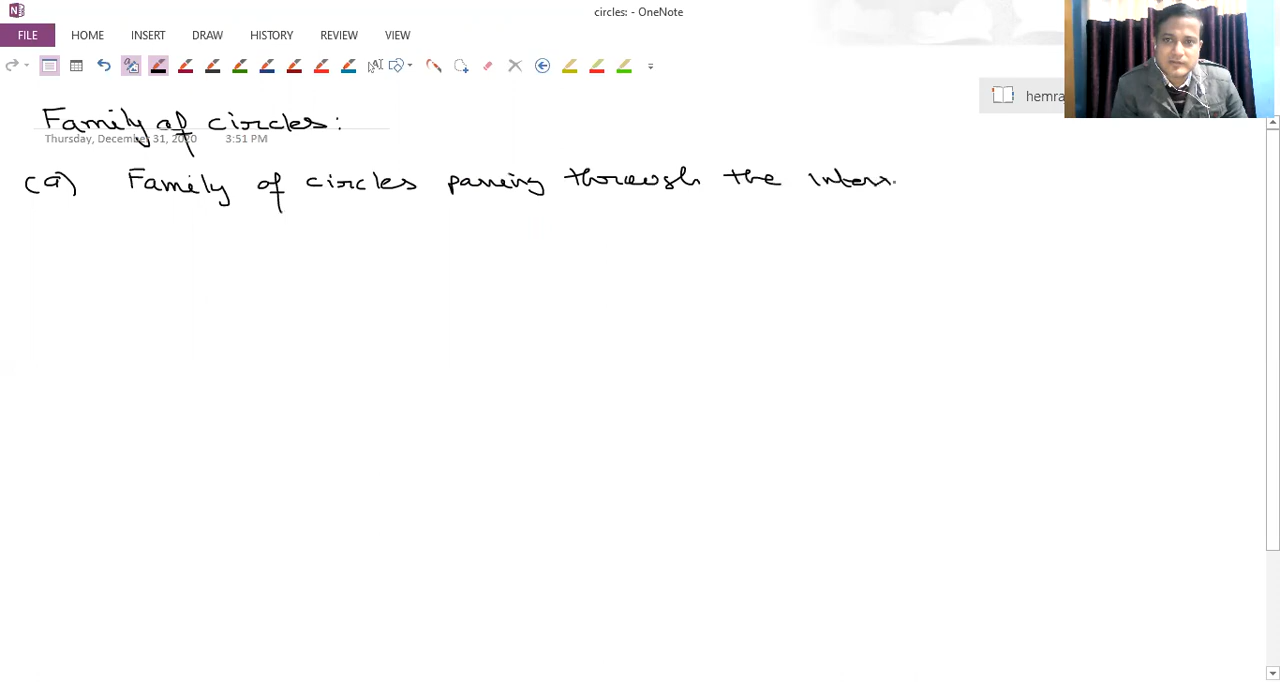 circles: - OneNote
FILE HOME INSERT DRAW HISTORY REVIEW VIEW
hemra
Family of circles:
Thursday, December 31, 2020 3:51 PM
(a) Family of circles passing through the inters